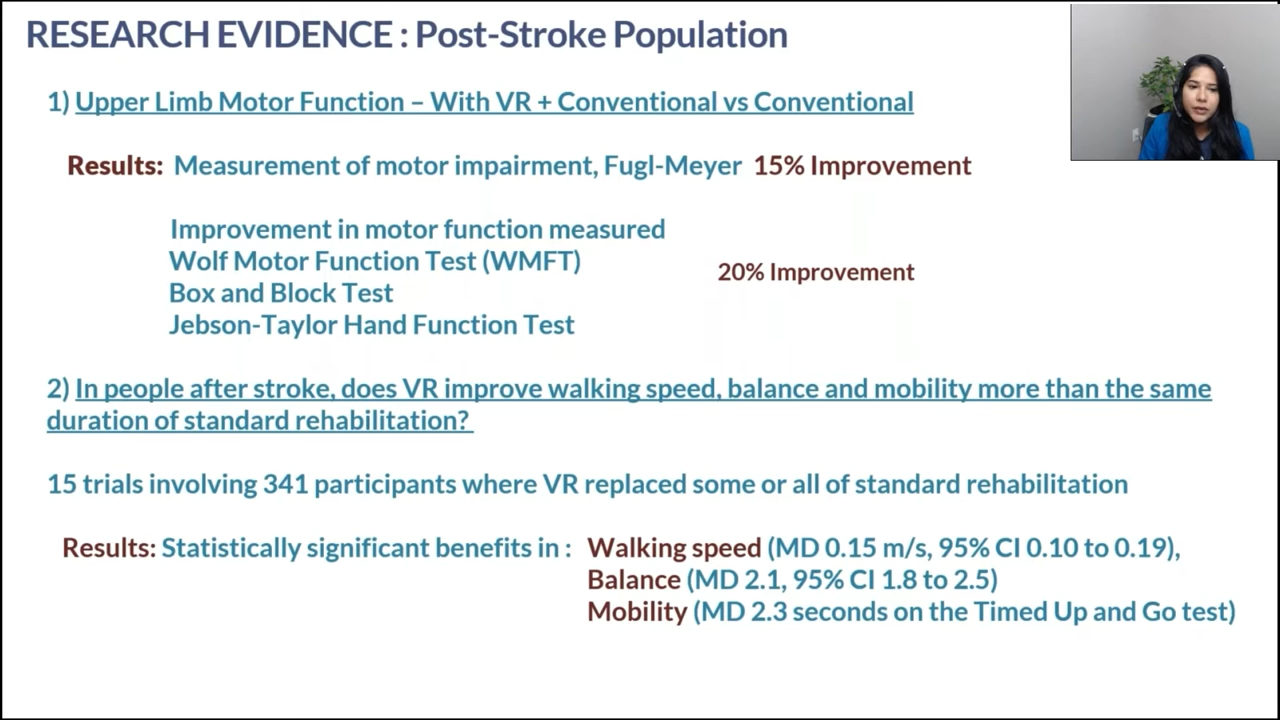 RESEARCH EVIDENCE : Post-Stroke Population
1) Upper Limb Motor Function – With VR + Conventional vs Conventional
Results: Measurement of motor impairment, Fugl-Meyer 15% Improvement
Improvement in motor function measured
Wolf Motor Function Test (WMFT)
20% Improvement
Box and Block Test
Jebson-Taylor Hand Function Test
2) In people after stroke, does VR improve walking speed, balance and mobility more than the same
duration of standard rehabilitation?
15 trials involving 341 participants where VR replaced some or all of standard rehabilitation
Results: Statistically significant benefits in : Walking speed (MD 0.15 m/s, 95% CI 0.10 to 0.19),
Balance (MD 2.1, 95% CI 1.8 to 2.5)
Mobility (MD 2.3 seconds on the Timed Up and Go test)